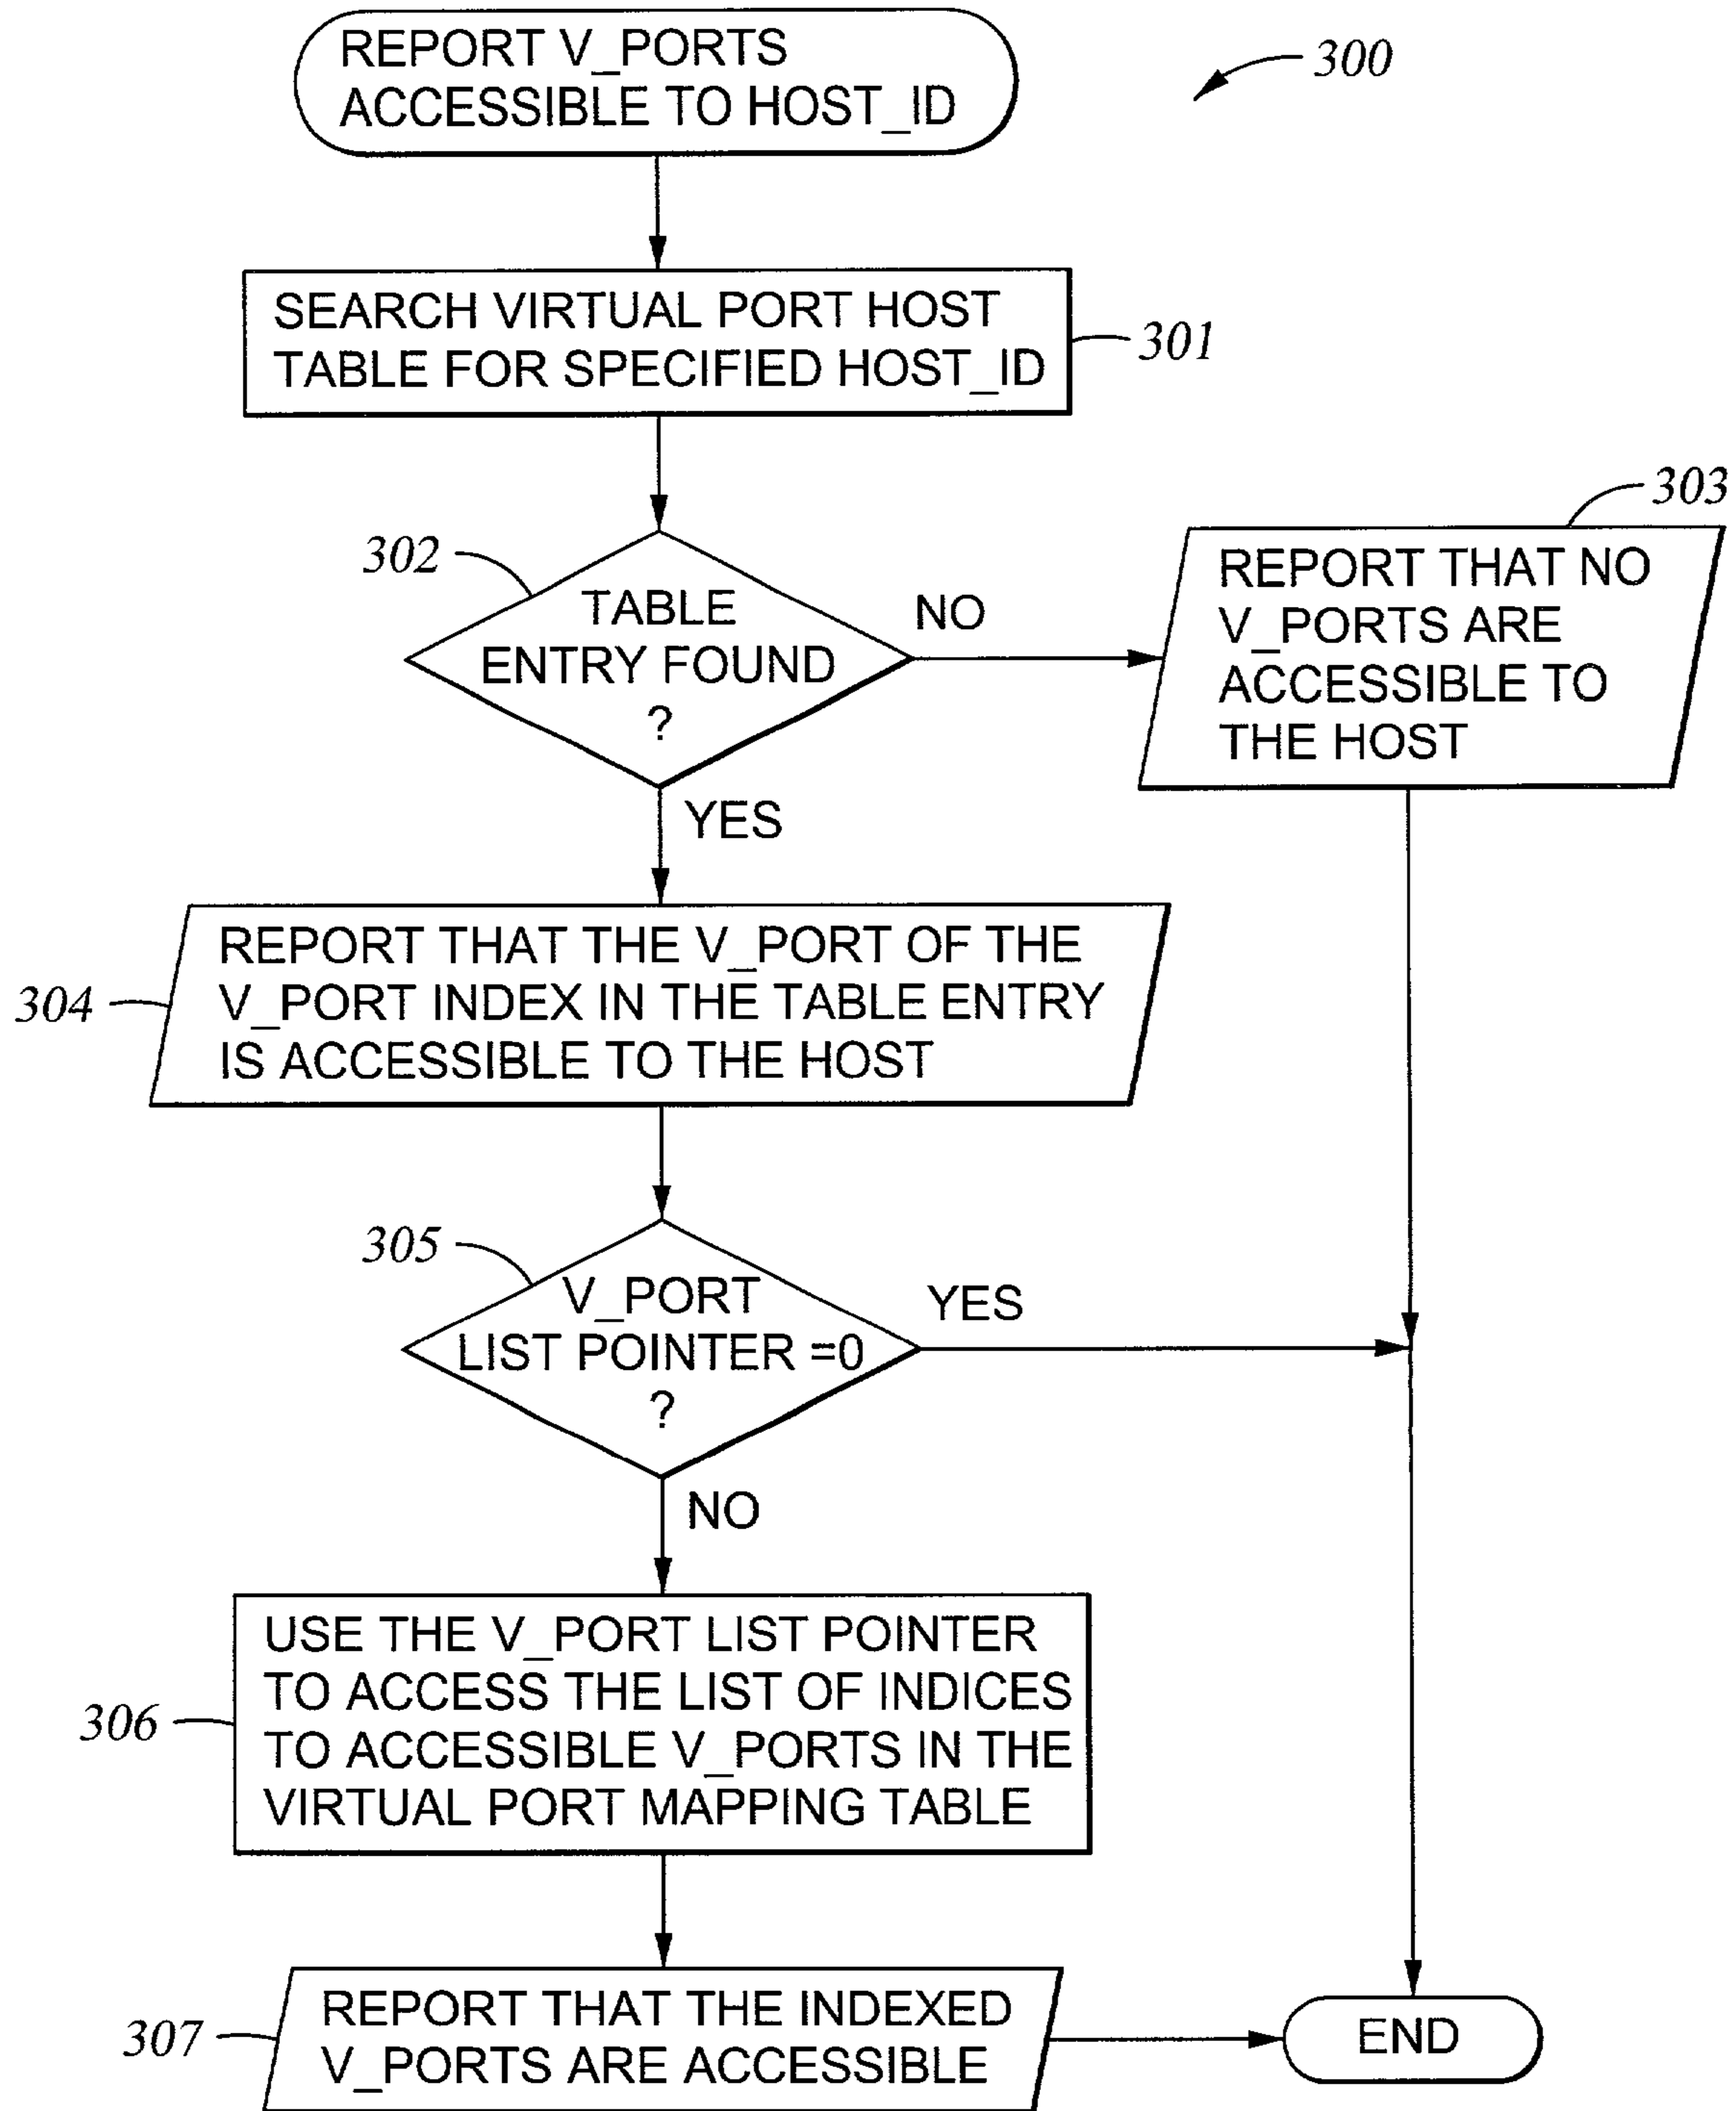 REPORT V_PORTS
ACCESSIBLE TO HOST_ID
300
SEARCH VIRTUAL PORT HOST
TABLE FOR SPECIFIED HOST_ID
301
302
TABLE
ENTRY FOUND
?
NO
303
REPORT THAT NO
V_PORTS ARE
ACCESSIBLE TO
THE HOST
YES
304
REPORT THAT THE V_PORT OF THE
V_PORT INDEX IN THE TABLE ENTRY
IS ACCESSIBLE TO THE HOST
305
V_PORT
LIST POINTER =0
?
YES
NO
306
USE THE V_PORT LIST POINTER
TO ACCESS THE LIST OF INDICES
TO ACCESSIBLE V_PORTS IN THE
VIRTUAL PORT MAPPING TABLE
307
REPORT THAT THE INDEXED
V_PORTS ARE ACCESSIBLE
END